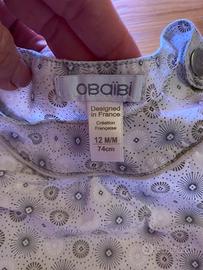 OBAÏBI
Designed
in France
Création
Française
12 M/M
74cm